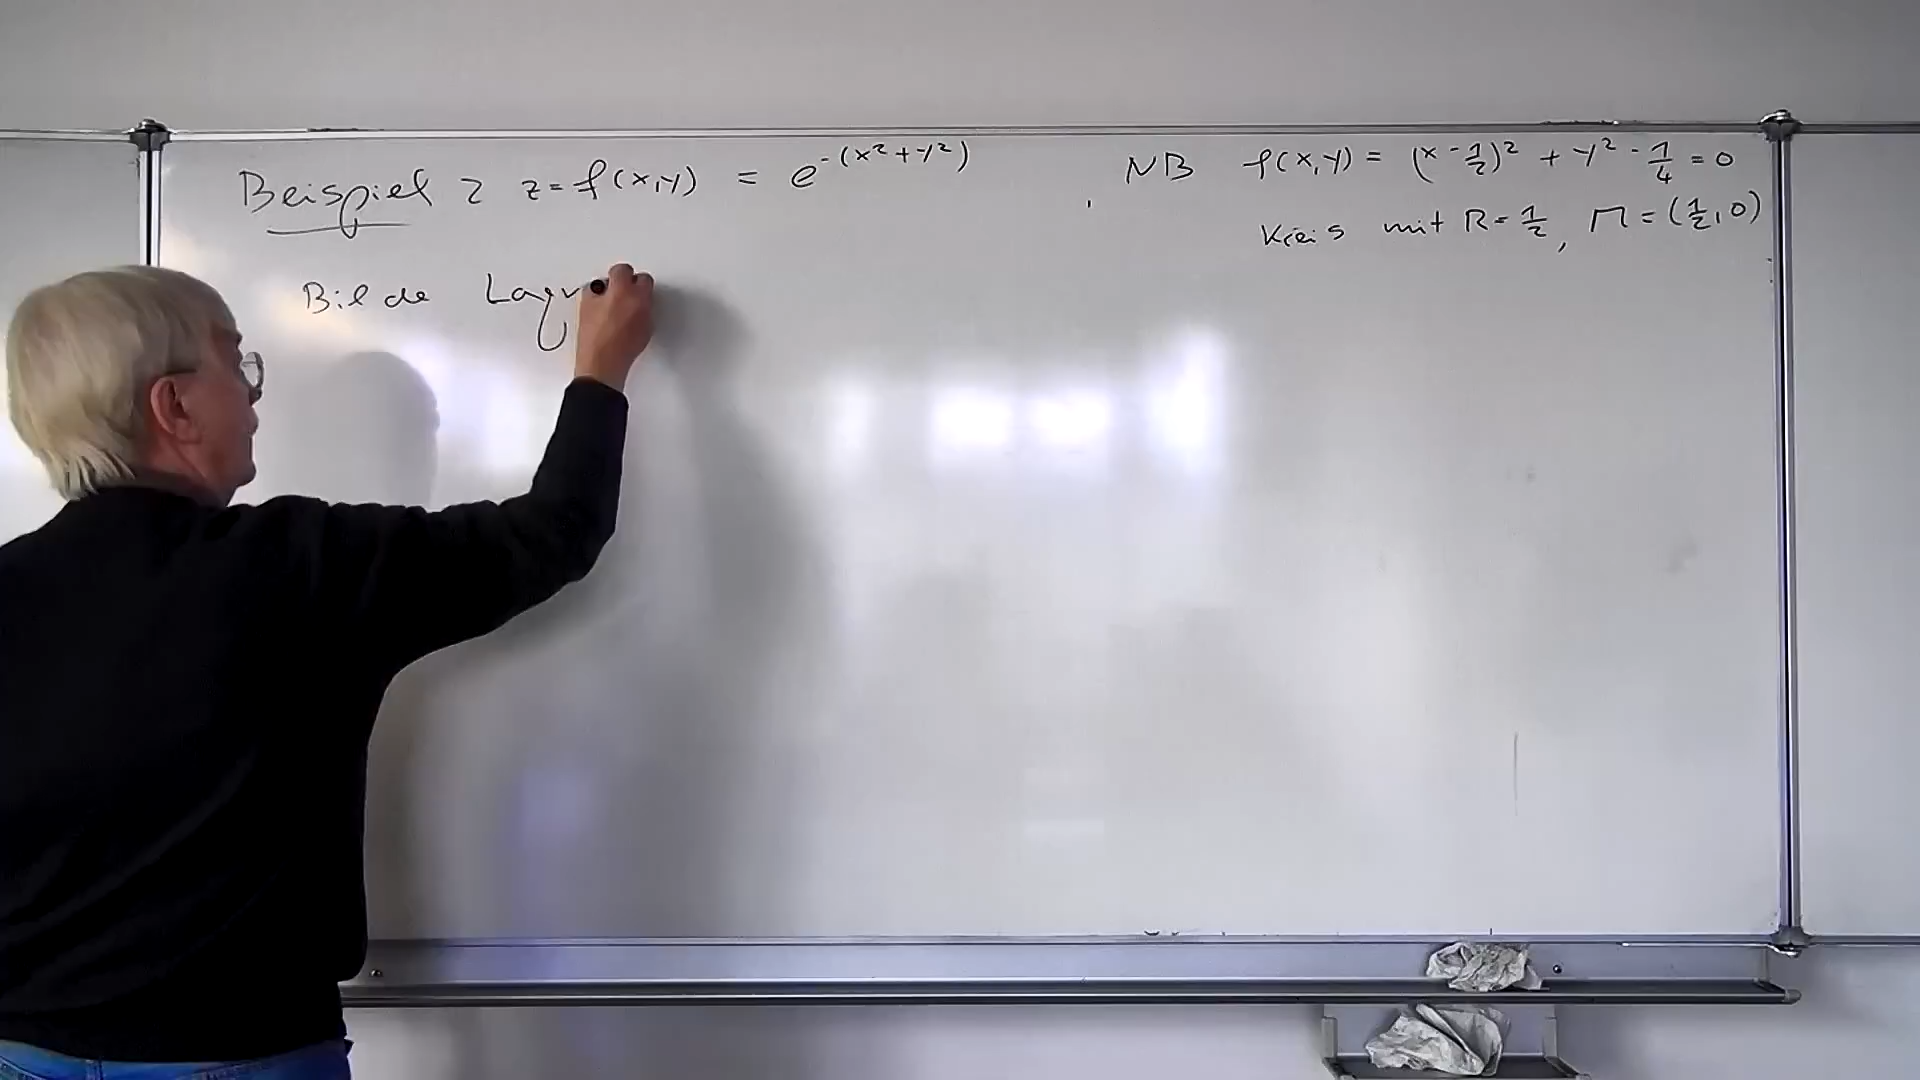 Beispiel 2 z = f(x,y) = e^-(x²+y²) , NB f(x,y) = (x - 1/2)² + y² - 1/4 = 0
Kreis mit R = 1/2, M = (1/2, 0)
Bilde Lagr